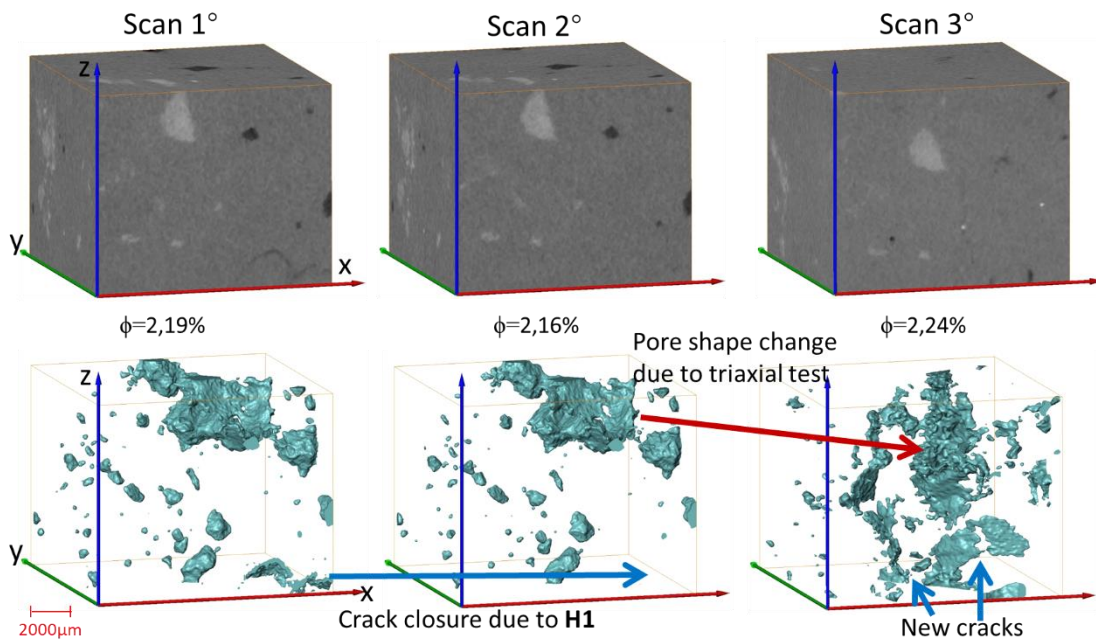 Scan 1°
Scan 2°
Scan 3°
z
y
x
ϕ=2,19%
ϕ=2,16%
ϕ=2,24%
Pore shape change
due to triaxial test
z
y
x
2000µm
Crack closure due to H1
New cracks